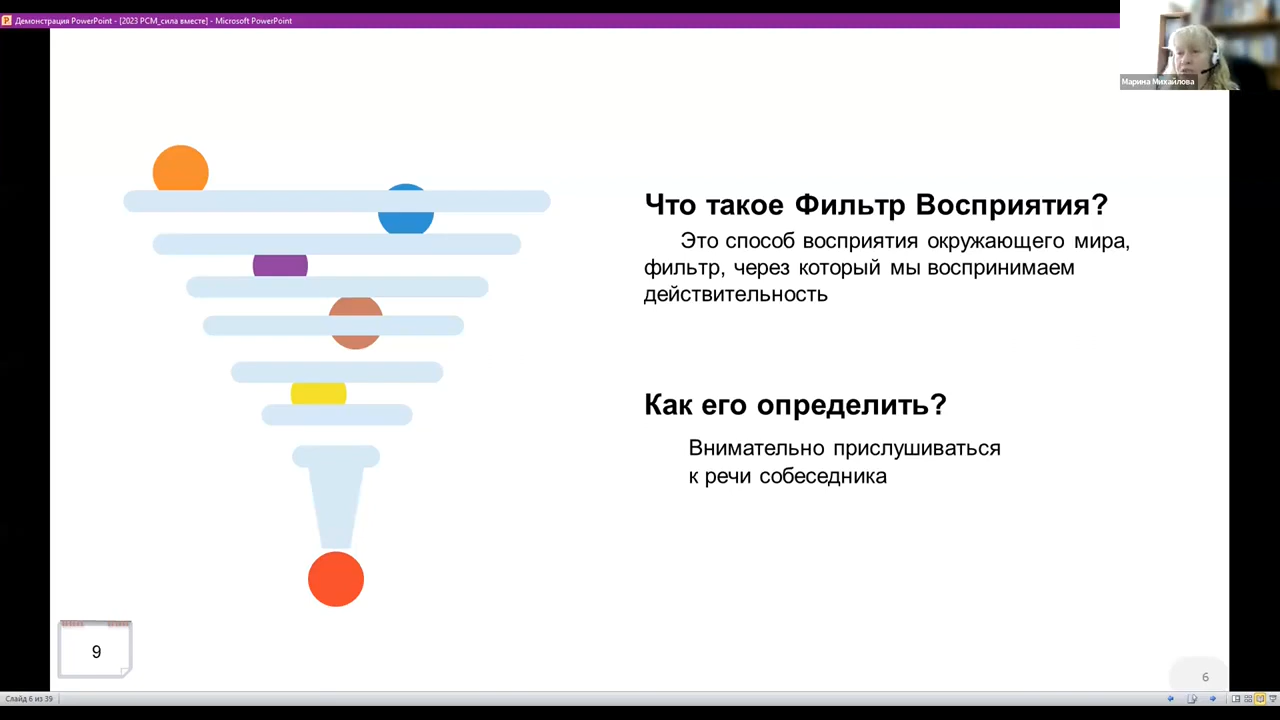 Демонстрация PowerPoint - [2023 PCM_сила вместе] - Microsoft PowerPoint
Марина Михайлова
Что такое Фильтр Восприятия?
Это способ восприятия окружающего мира,
фильтр, через который мы воспринимаем
действительность
Как его определить?
Внимательно прислушиваться
к речи собеседника
9
6
Слайд 6 из 39